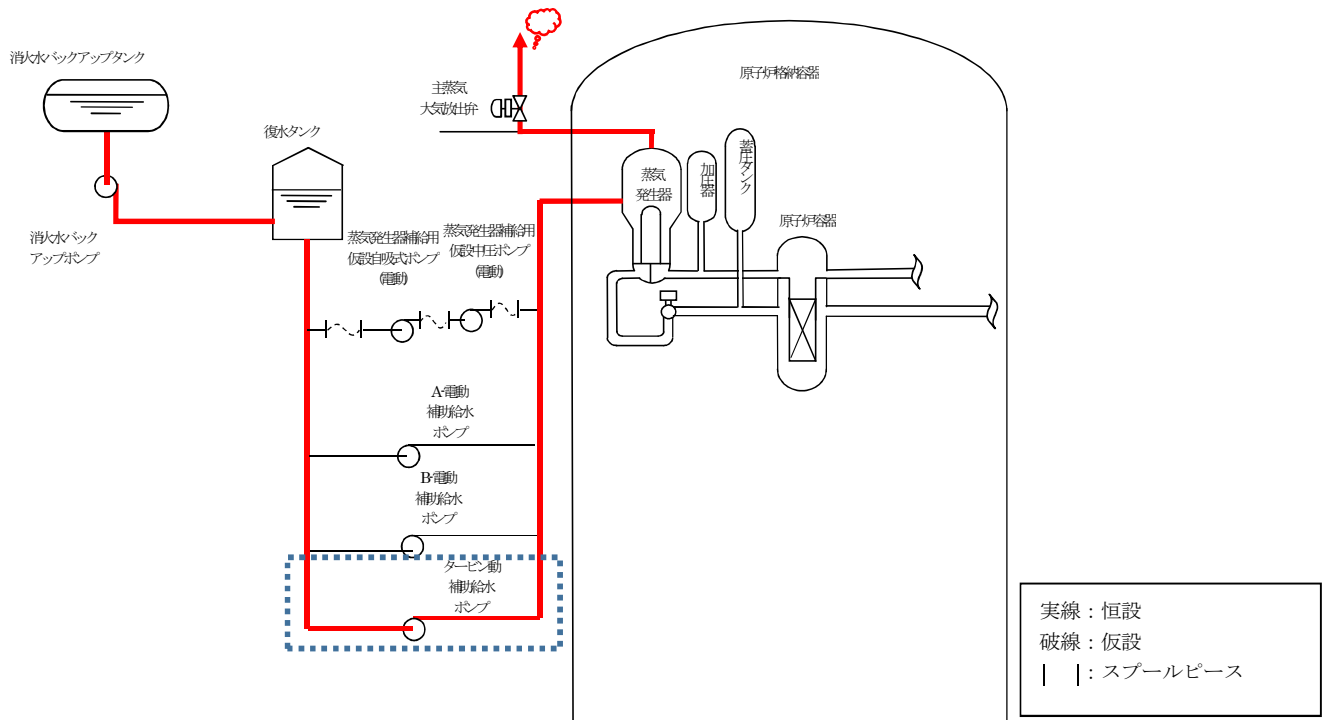 消火水バックアップタンク
消火水バック
アップポンプ
復水タンク
主蒸気
大気放出弁
原子炉格納容器
蒸気
発生器
加圧器
蓄圧タンク
原子炉容器
蒸気発生器補給用
仮設自吸式ポンプ
(電動)
蒸気発生器補給用
仮設中圧ポンプ
(電動)
A-電動
補助給水
ポンプ
B-電動
補助給水
ポンプ
タービン動
補助給水
ポンプ
実線：恒設
破線：仮設
：スプールピース